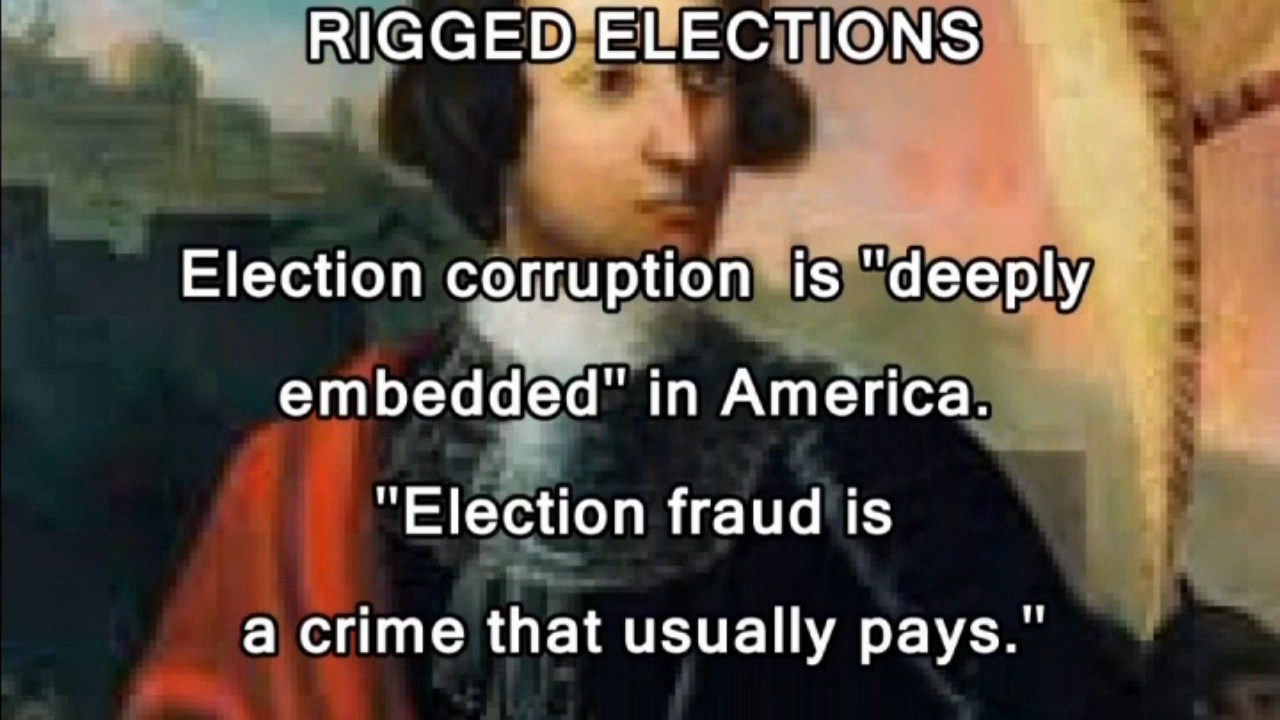 RIGGED ELECTIONS
Election corruption  is "deeply
embedded" in America.
"Election fraud is
a crime that usually pays."